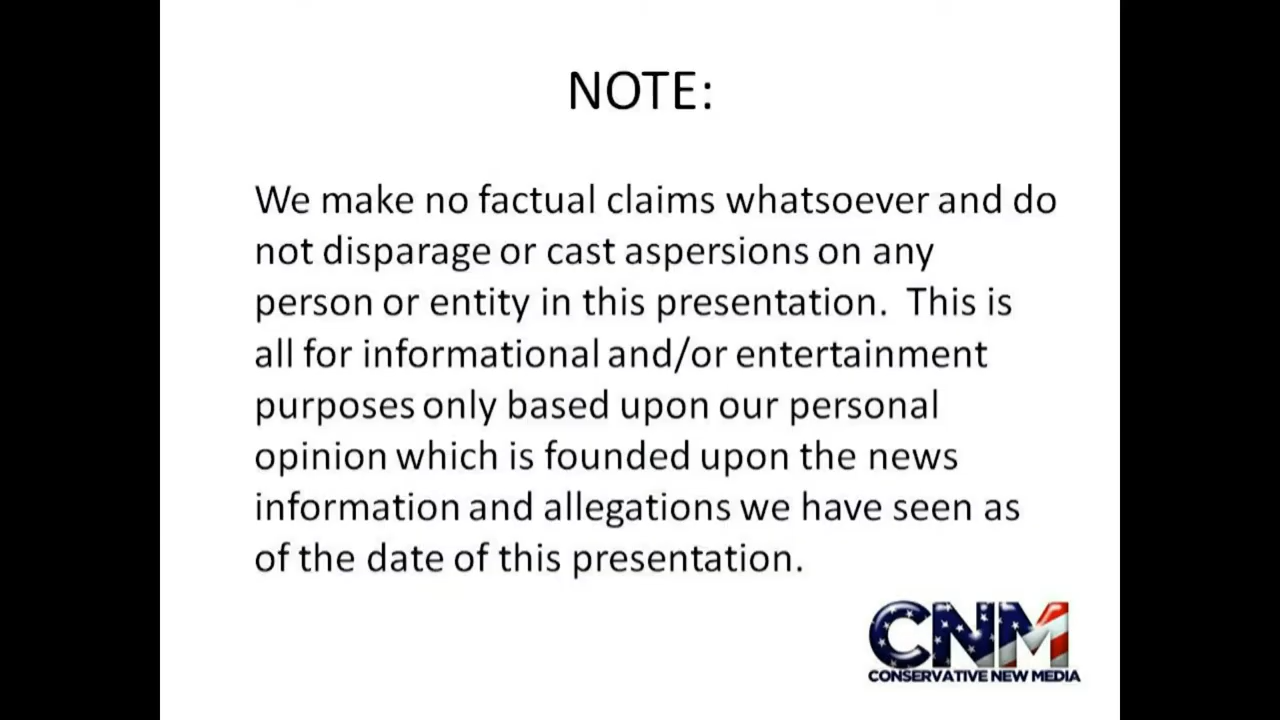 NOTE:
We make no factual claims whatsoever and do
not disparage or cast aspersions on any
person or entity in this presentation.  This is
all for informational and/or entertainment
purposes only based upon our personal
opinion which is founded upon the news
information and allegations we have seen as
of the date of this presentation.
CNM
CONSERVATIVE NEW MEDIA